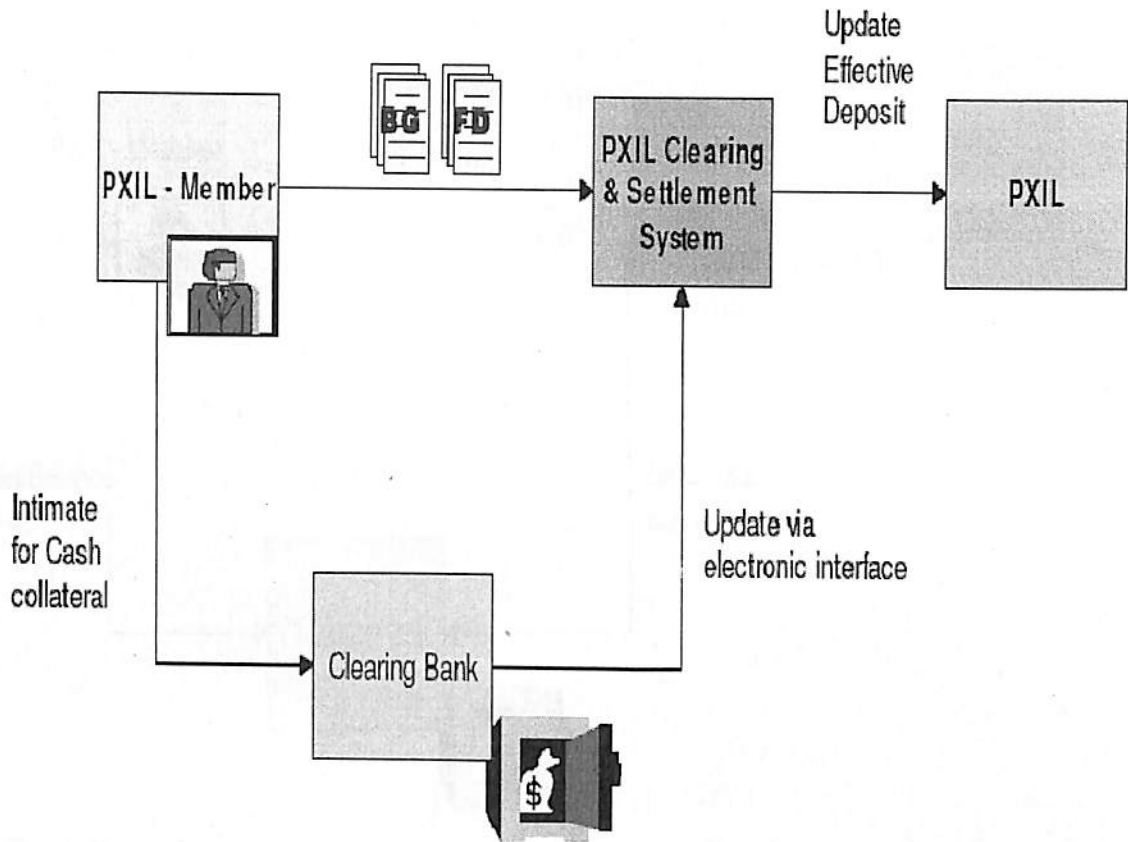 Update
Effective
Deposit
BG FD
PXIL - Member
PXIL Clearing
& Settlement
System
PXIL
Intimate
for Cash
collateral
Update via
electronic interface
Clearing Bank
$